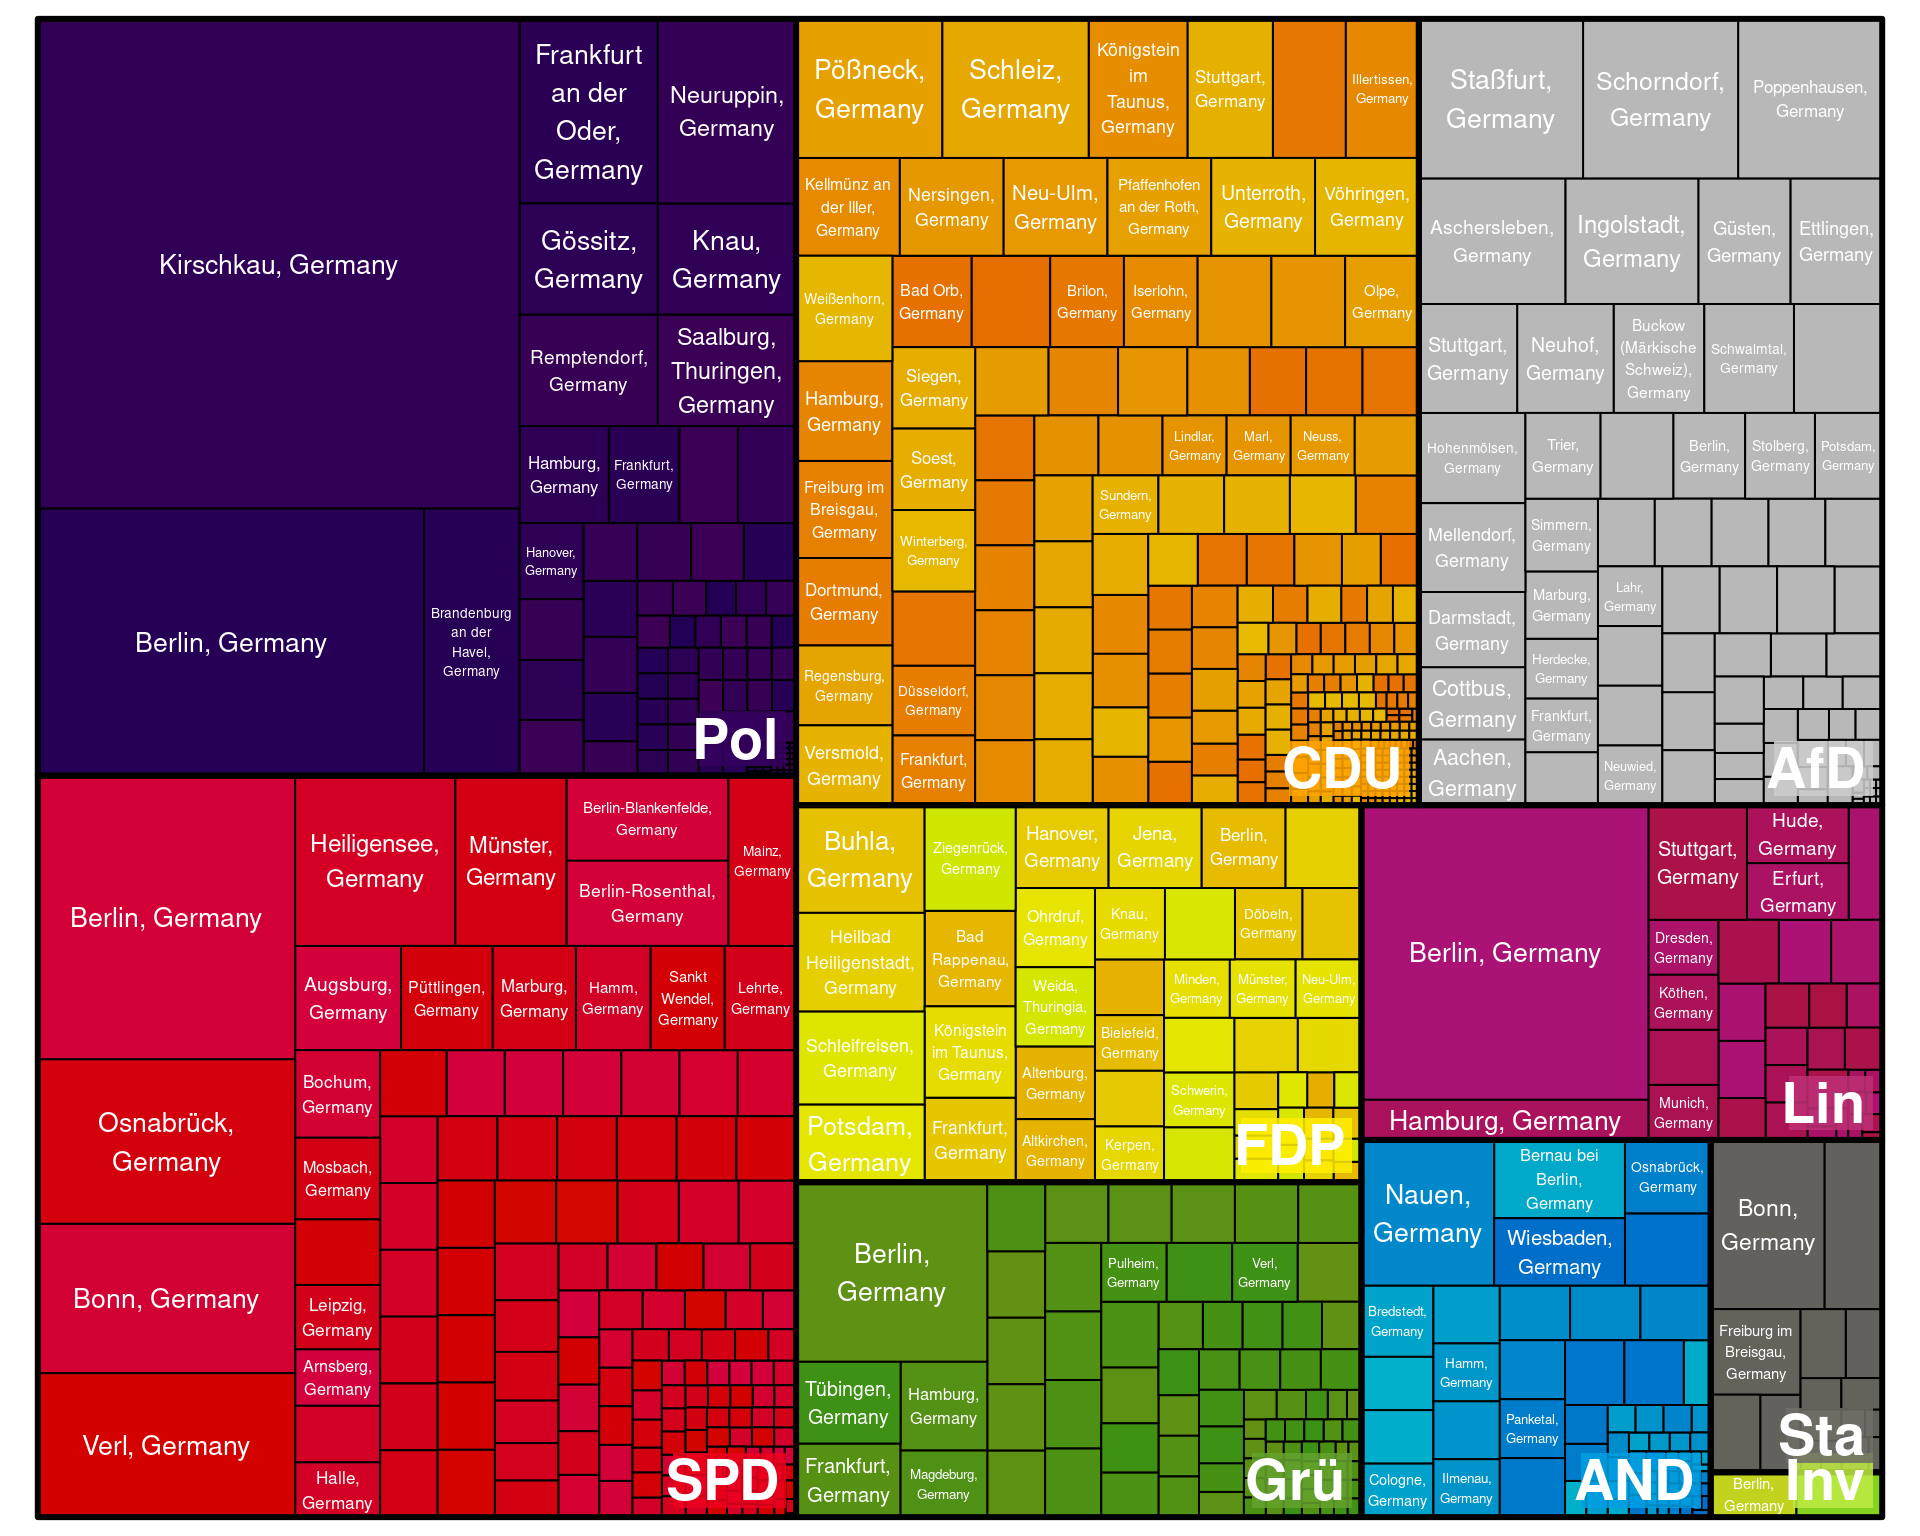 Kirschkau, Germany
Frankfurt
an der
Oder,
Germany
Neuruppin,
Germany
Gössitz,
Germany
Knau,
Germany
Remptendorf,
Germany
Saalburg,
Thuringen,
Germany
Hamburg,
Germany
Frankfurt,
Germany
Berlin, Germany
Brandenburg
an der
Havel,
Germany
Hanover,
Germany
Pol
Pößneck,
Germany
Schleiz,
Germany
Königstein
im
Taunus,
Germany
Stuttgart,
Germany
Illertissen,
Germany
Kellmünz an
der Iller,
Germany
Nersingen,
Germany
Neu-Ulm,
Germany
Pfaffenhofen
an der Roth,
Germany
Unterroth,
Germany
Vöhringen,
Germany
Weißenhorn,
Germany
Bad Orb,
Germany
Brilon,
Germany
Iserlohn,
Germany
Olpe,
Germany
Hamburg,
Germany
Siegen,
Germany
Soest,
Germany
Lindlar,
Germany
Marl,
Germany
Neuss,
Germany
Freiburg im
Breisgau,
Germany
Sundern,
Germany
Winterberg,
Germany
Dortmund,
Germany
Regensburg,
Germany
Düsseldorf,
Germany
Versmold,
Germany
Frankfurt,
Germany
CDU
Staßfurt,
Germany
Schorndorf,
Germany
Poppenhausen,
Germany
Aschersleben,
Germany
Ingolstadt,
Germany
Güsten,
Germany
Ettlingen,
Germany
Stuttgart,
Germany
Neuhof,
Germany
Buckow
(Märkische
Schweiz),
Germany
Schwalmtal,
Germany
Hohenmölsen,
Germany
Trier,
Germany
Berlin,
Germany
Stolberg,
Germany
Potsdam,
Germany
Mellendorf,
Germany
Simmern,
Germany
Darmstadt,
Germany
Marburg,
Germany
Lahr,
Germany
Herdecke,
Germany
Cottbus,
Germany
Frankfurt,
Germany
Aachen,
Germany
Neuwied,
Germany
AfD
Berlin, Germany
Heiligensee,
Germany
Münster,
Germany
Berlin-Blankenfelde,
Germany
Berlin-Rosenthal,
Germany
Mainz,
Germany
Augsburg,
Germany
Püttlingen,
Germany
Marburg,
Germany
Hamm,
Germany
Sankt
Wendel,
Germany
Lehrte,
Germany
Osnabrück,
Germany
Bochum,
Germany
Mosbach,
Germany
Bonn, Germany
Leipzig,
Germany
Arnsberg,
Germany
Verl, Germany
Halle,
Germany
SPD
Buhla,
Germany
Ziegenrück,
Germany
Hanover,
Germany
Jena,
Germany
Berlin,
Germany
Heilbad
Heiligenstadt,
Germany
Bad
Rappenau,
Germany
Ohrdruf,
Germany
Knau,
Germany
Döbeln,
Germany
Weida,
Thuringia,
Germany
Minden,
Germany
Münster,
Germany
Neu-Ulm,
Germany
Schleifreisen,
Germany
Königstein
im Taunus,
Germany
Bielefeld,
Germany
Altenburg,
Germany
Schwerin,
Germany
Potsdam,
Germany
Frankfurt,
Germany
Altkirchen,
Germany
Kerpen,
Germany
FDP
Berlin,
Germany
Pulheim,
Germany
Verl,
Germany
Tübingen,
Germany
Hamburg,
Germany
Frankfurt,
Germany
Magdeburg,
Germany
Grü
Berlin, Germany
Stuttgart,
Germany
Hude,
Germany
Erfurt,
Germany
Dresden,
Germany
Köthen,
Germany
Munich,
Germany
Hamburg, Germany
Lin
Nauen,
Germany
Bernau bei
Berlin,
Germany
Osnabrück,
Germany
Wiesbaden,
Germany
Bredstedt,
Germany
Hamm,
Germany
Panketal,
Germany
Cologne,
Germany
Ilmenau,
Germany
AND
Bonn,
Germany
Freiburg im
Breisgau,
Germany
Sta
Berlin,
Germany
Inv